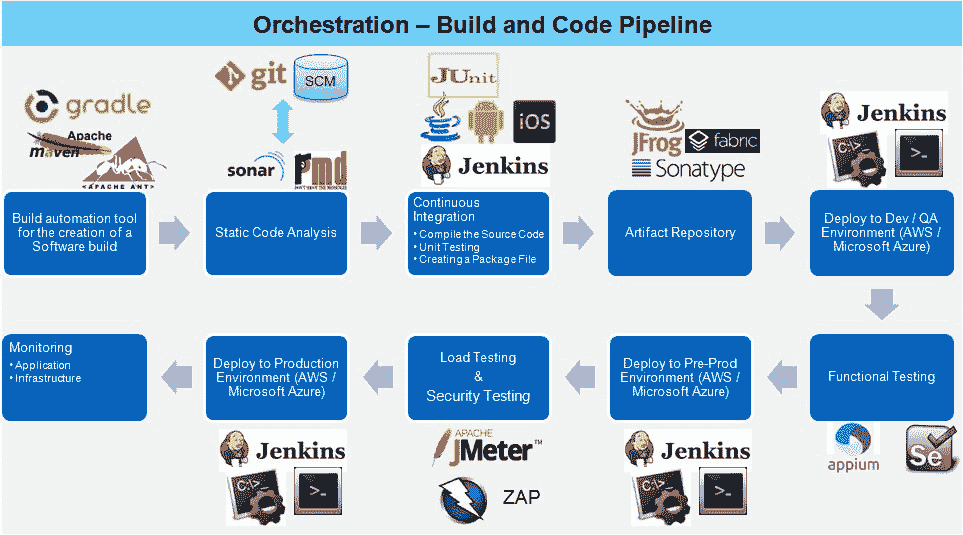 Orchestration – Build and Code Pipeline
gradle
Apache
maven
<APACHE ANT>
git
SCM
sonar
PMD
JUnit
iOS
Jenkins
JFrog
fabric
Sonatype
Jenkins
C:\>_
>_
Build automation tool
for the creation of a
Software build
Static Code Analysis
Continuous
Integration
• Compile the Source Code
• Unit Testing
• Creating a Package File
Artifact Repository
Deploy to Dev / QA
Environment (AWS /
Microsoft Azure)
Monitoring
• Application
• Infrastructure
Deploy to Production
Environment (AWS /
Microsoft Azure)
Load Testing
&
Security Testing
Deploy to Pre-Prod
Environment (AWS /
Microsoft Azure)
Functional Testing
Jenkins
C:\>_
>_
APACHE
JMeter™
ZAP
Jenkins
C:\>_
>_
appium
Se